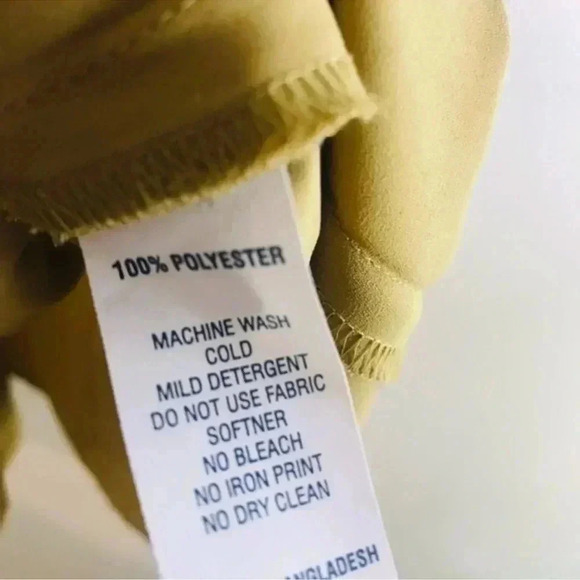 100% POLYESTER
MACHINE WASH
COLD
MILD DETERGENT
DO NOT USE FABRIC
SOFTNER
NO BLEACH
NO IRON PRINT
NO DRY CLEAN
ANGLADESH